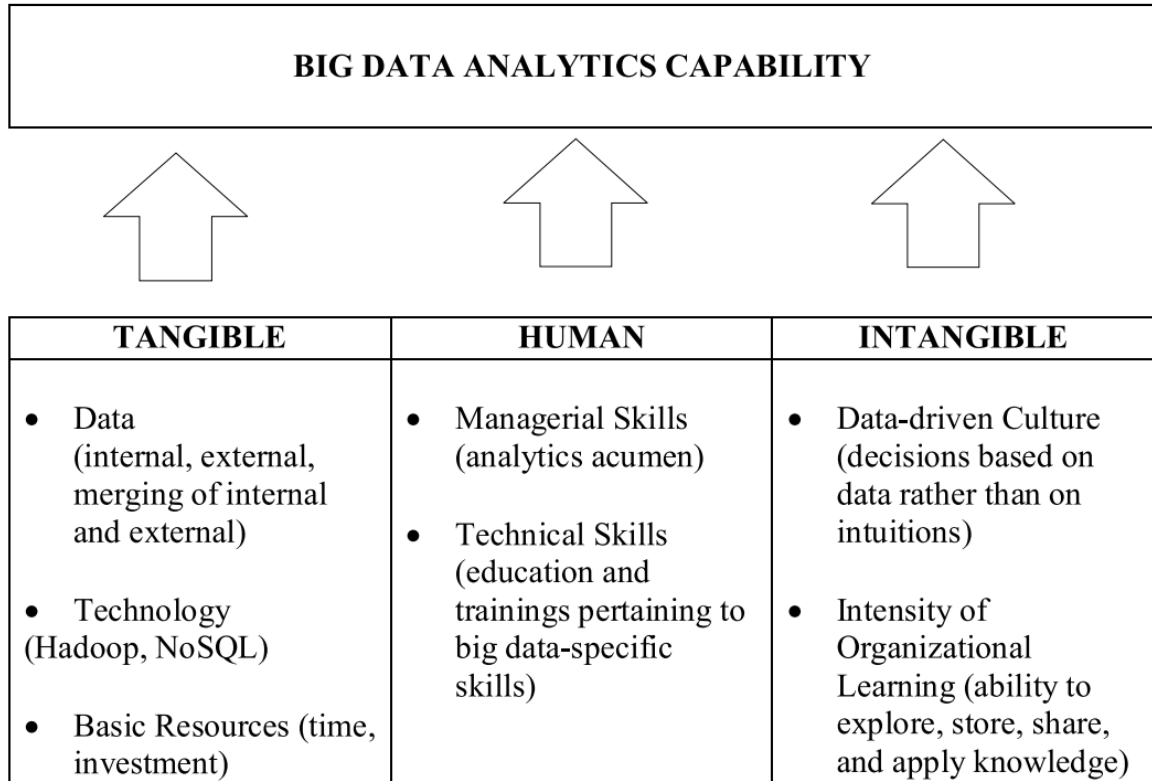 BIG DATA ANALYTICS CAPABILITY
TANGIBLE
• Data
(internal, external,
merging of internal
and external)
• Technology
(Hadoop, NoSQL)
• Basic Resources (time,
investment)
HUMAN
• Managerial Skills
(analytics acumen)
• Technical Skills
(education and
trainings pertaining to
big data-specific
skills)
INTANGIBLE
• Data-driven Culture
(decisions based on
data rather than on
intuitions)
• Intensity of
Organizational
Learning (ability to
explore, store, share,
and apply knowledge)